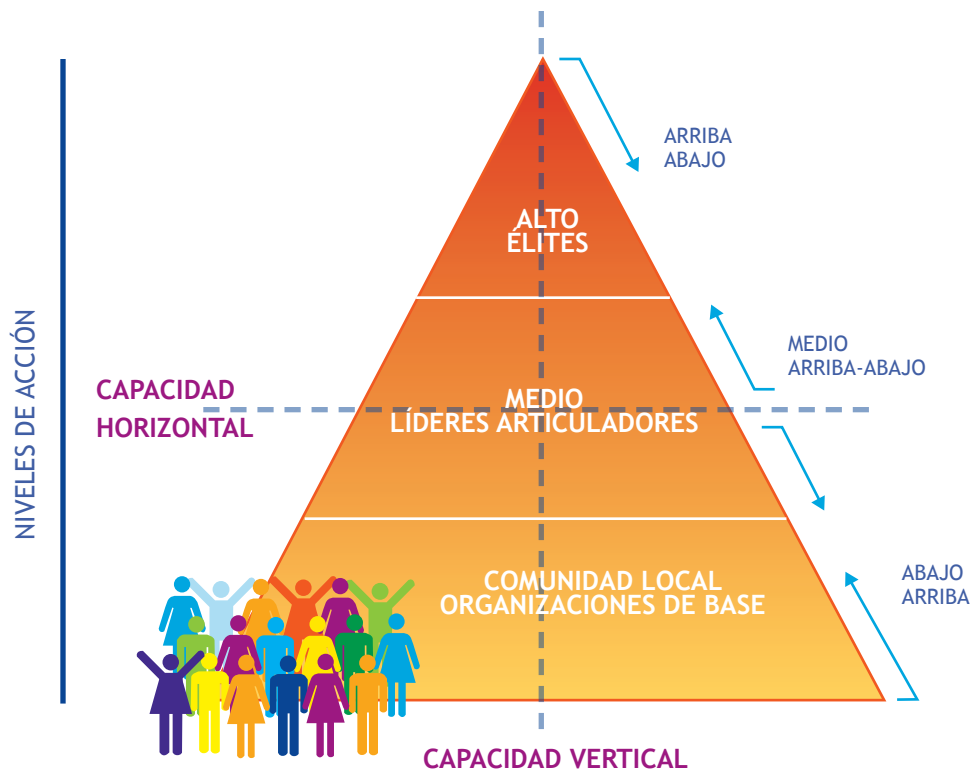 ARRIBA
ABAJO
ALTO
ÉLITES
MEDIO
ARRIBA-ABAJO
NIVELES DE ACCIÓN
CAPACIDAD
HORIZONTAL
MEDIO
LÍDERES ARTICULADORES
COMUNIDAD LOCAL
ORGANIZACIONES DE BASE
ABAJO
ARRIBA
CAPACIDAD VERTICAL